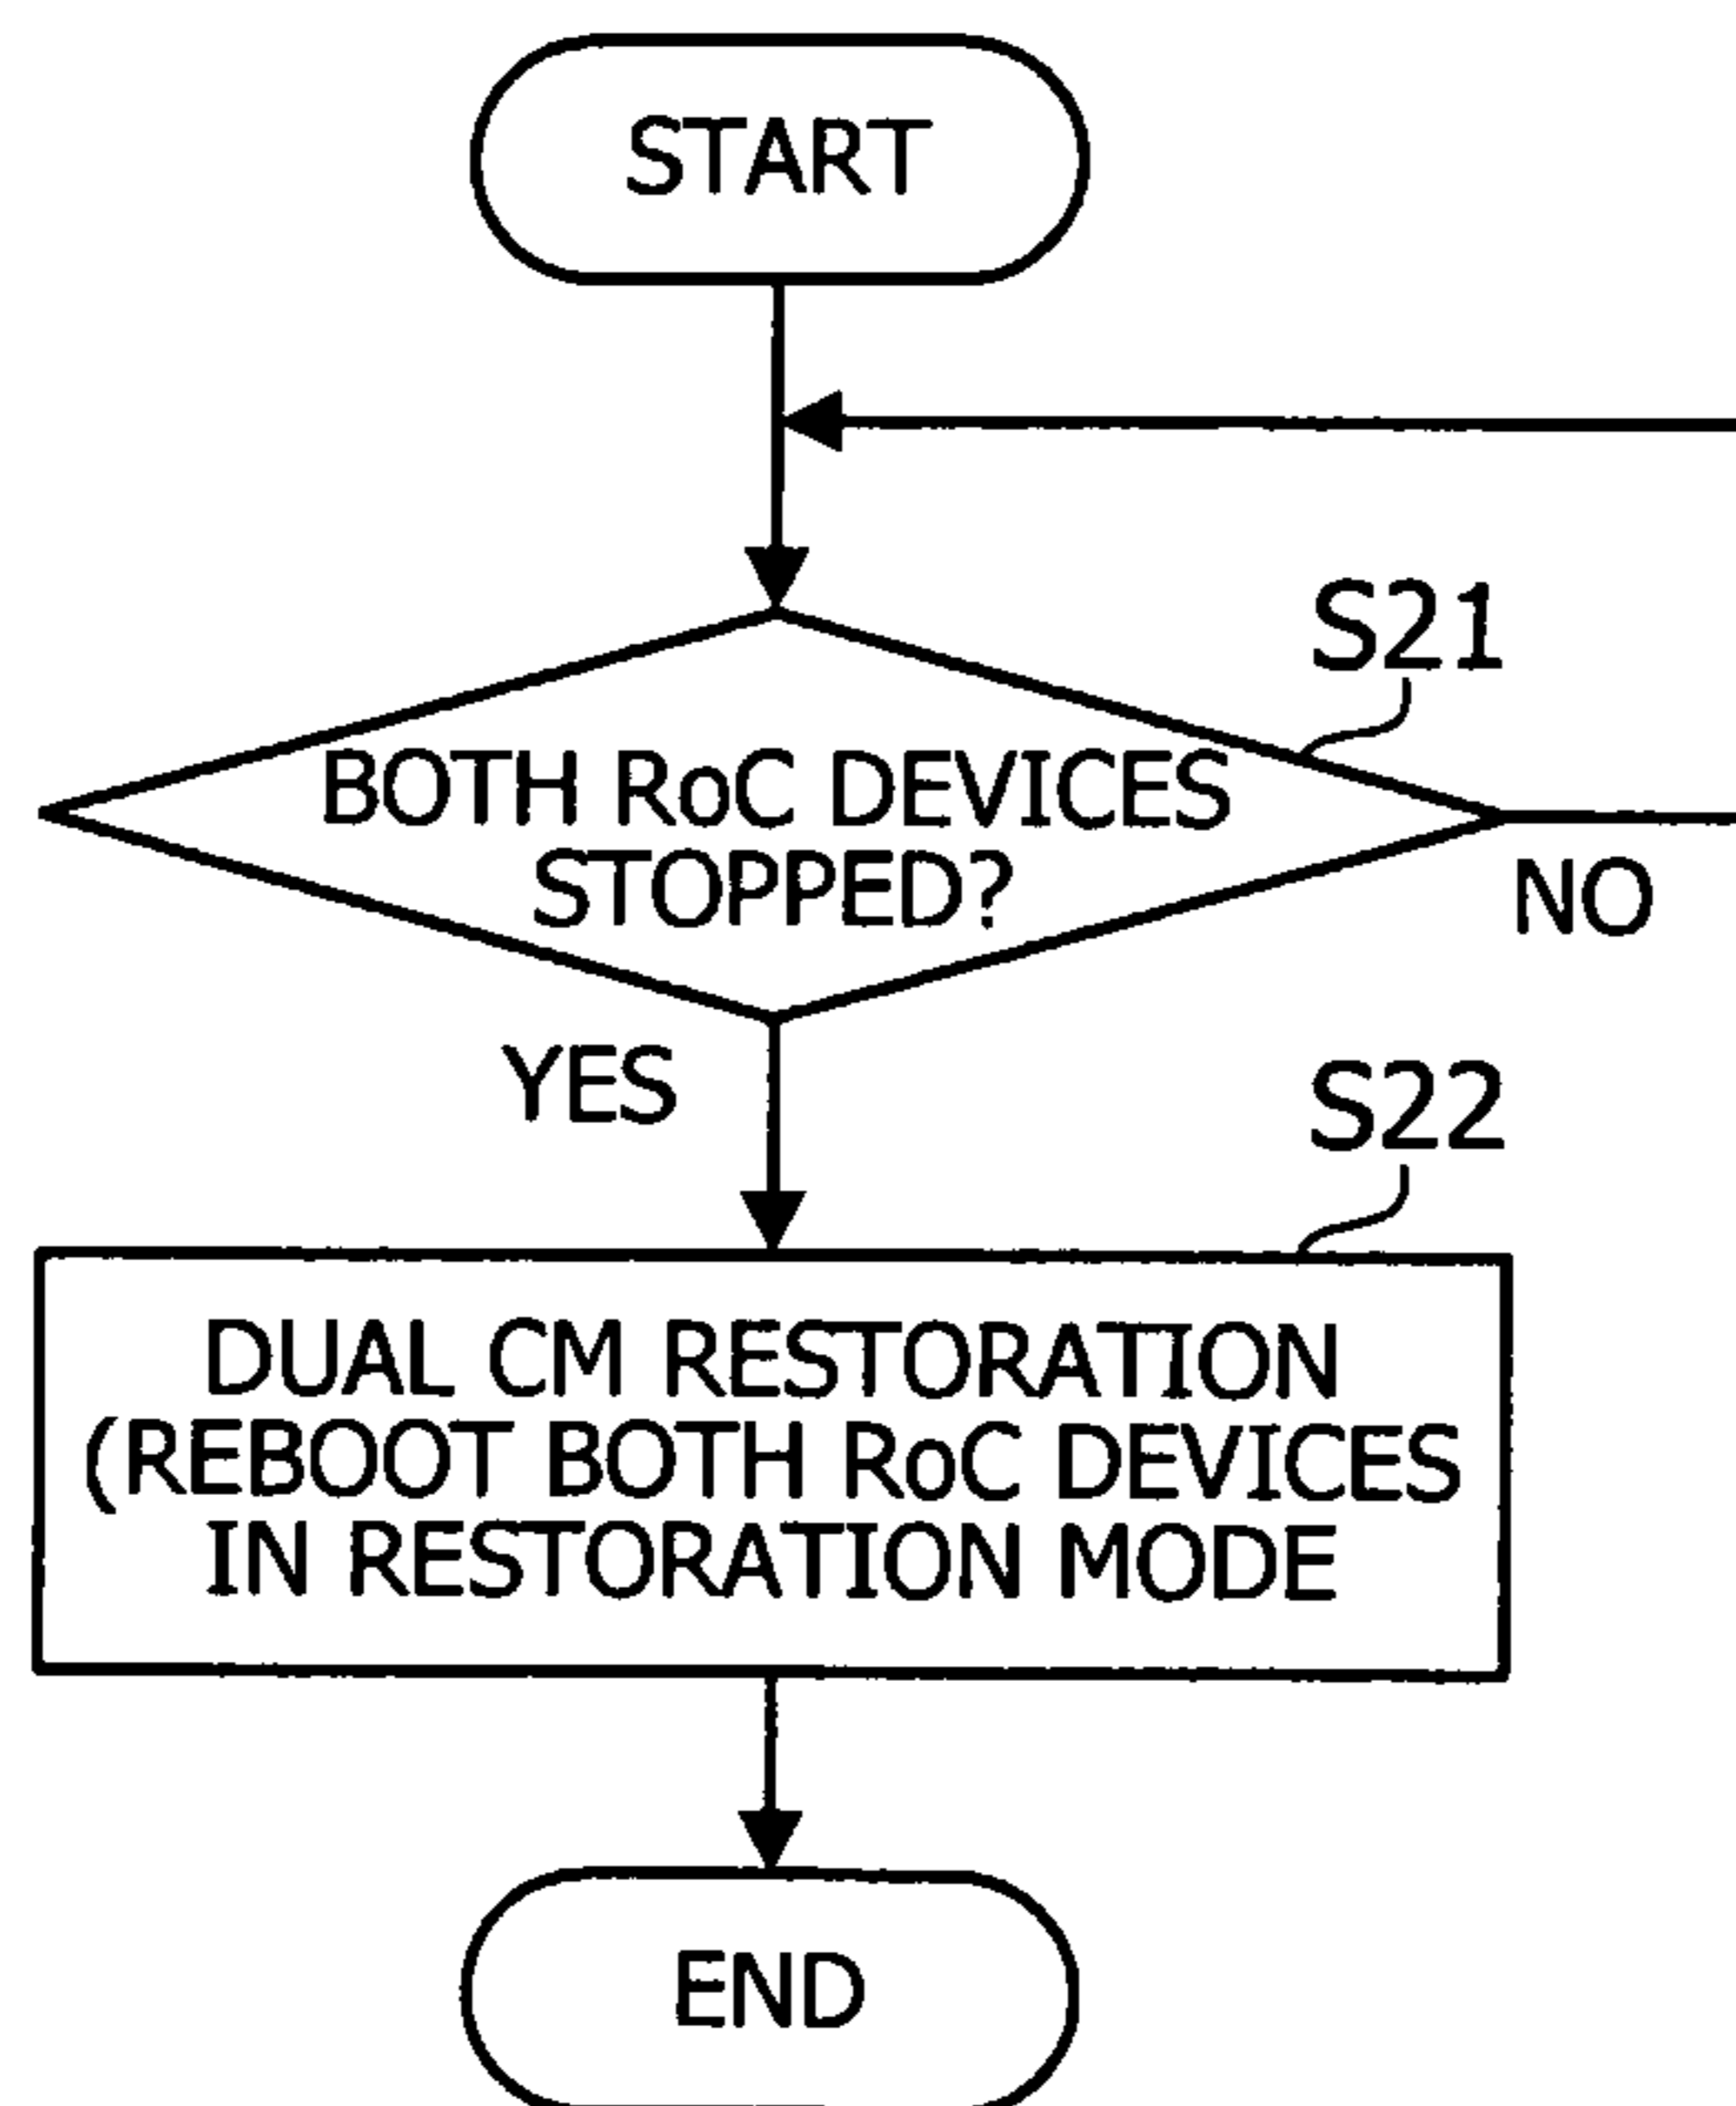 START
S21
BOTH RoC DEVICES
STOPPED?
NO
YES
S22
DUAL CM RESTORATION
(REBOOT BOTH RoC DEVICES
IN RESTORATION MODE
END